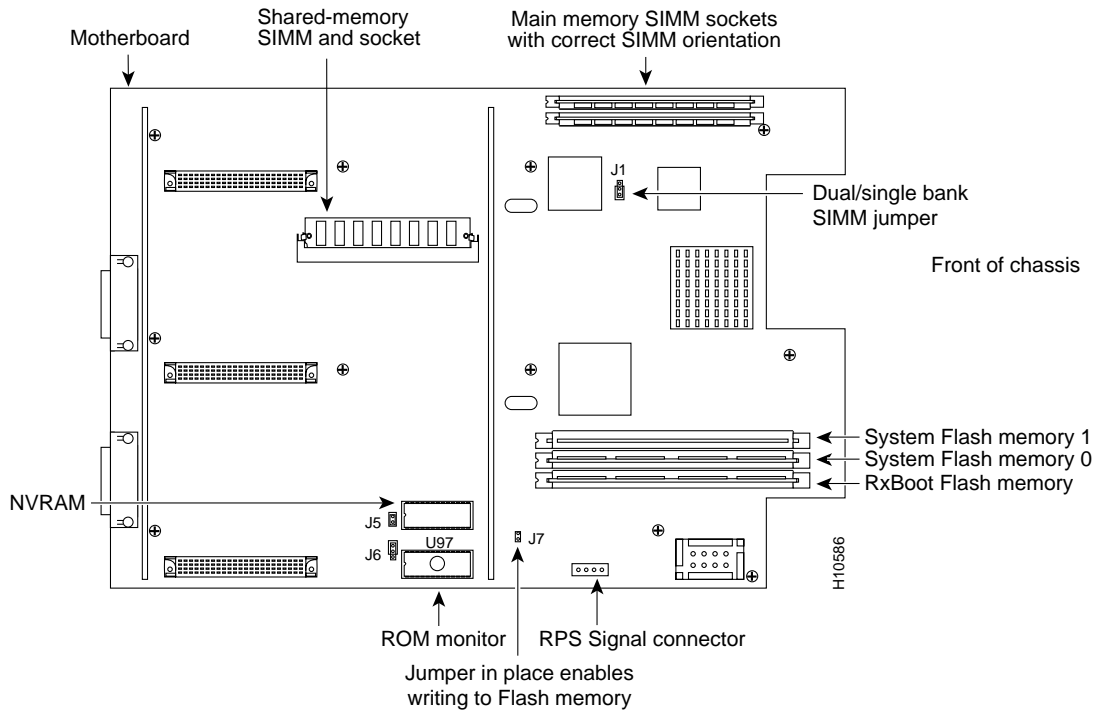 Shared-memory
SIMM and socket
Main memory SIMM sockets
with correct SIMM orientation
Motherboard
J1
Dual/single bank
SIMM jumper
Front of chassis
System Flash memory 1
System Flash memory 0
RxBoot Flash memory
NVRAM
J5
J6
U97
J7
H10586
ROM monitor
RPS Signal connector
Jumper in place enables
writing to Flash memory